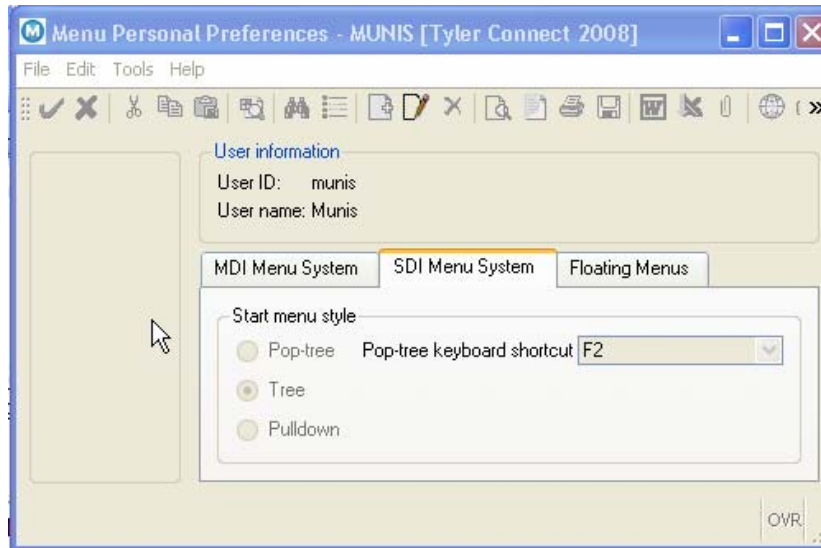 Menu Personal Preferences - MUNIS [Tyler Connect 2008]
File Edit Tools Help
User information
User ID: munis
User name: Munis
MDI Menu System SDI Menu System Floating Menus
Start menu style
Pop-tree Pop-tree keyboard shortcut F2
Tree
Pulldown
OVR